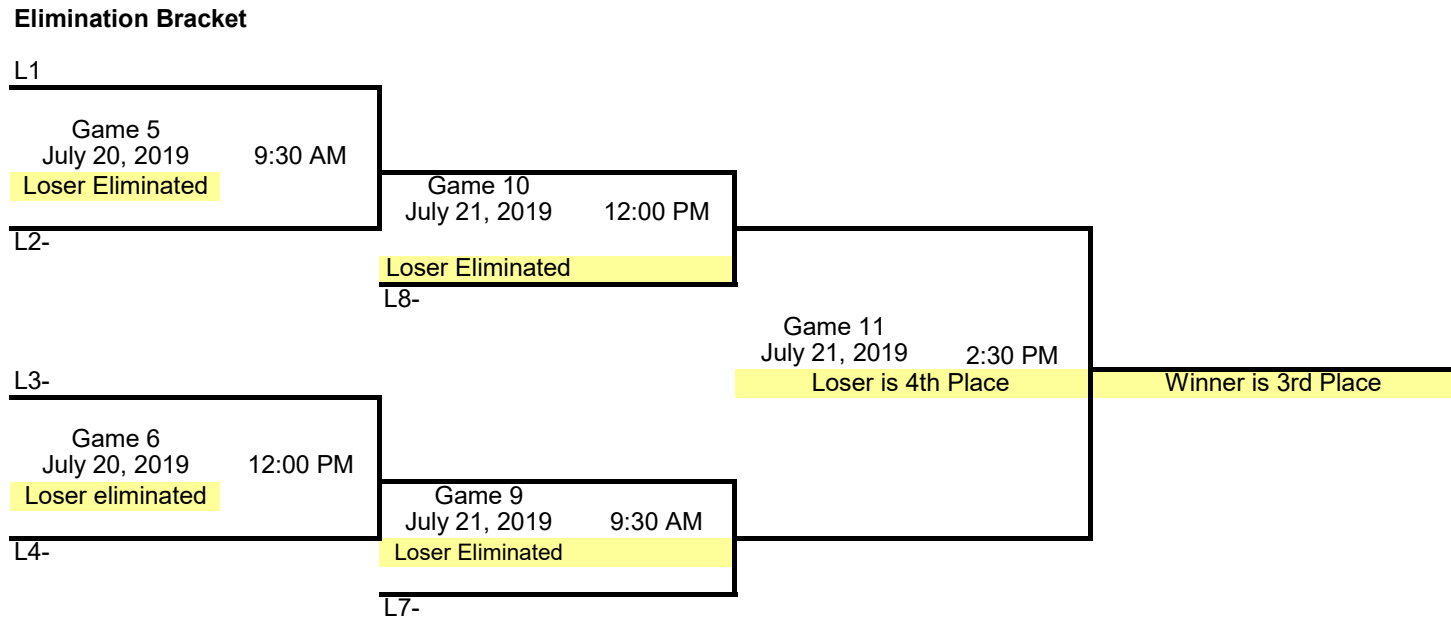 Elimination Bracket
L1
Game 5
July 20, 2019 9:30 AM
Loser Eliminated
L2-
Game 10
July 21, 2019 12:00 PM
Loser Eliminated
L8-
Game 11
July 21, 2019 2:30 PM
Loser is 4th Place
Winner is 3rd Place
L3-
Game 6
July 20, 2019 12:00 PM
Loser eliminated
L4-
Game 9
July 21, 2019 9:30 AM
Loser Eliminated
L7-